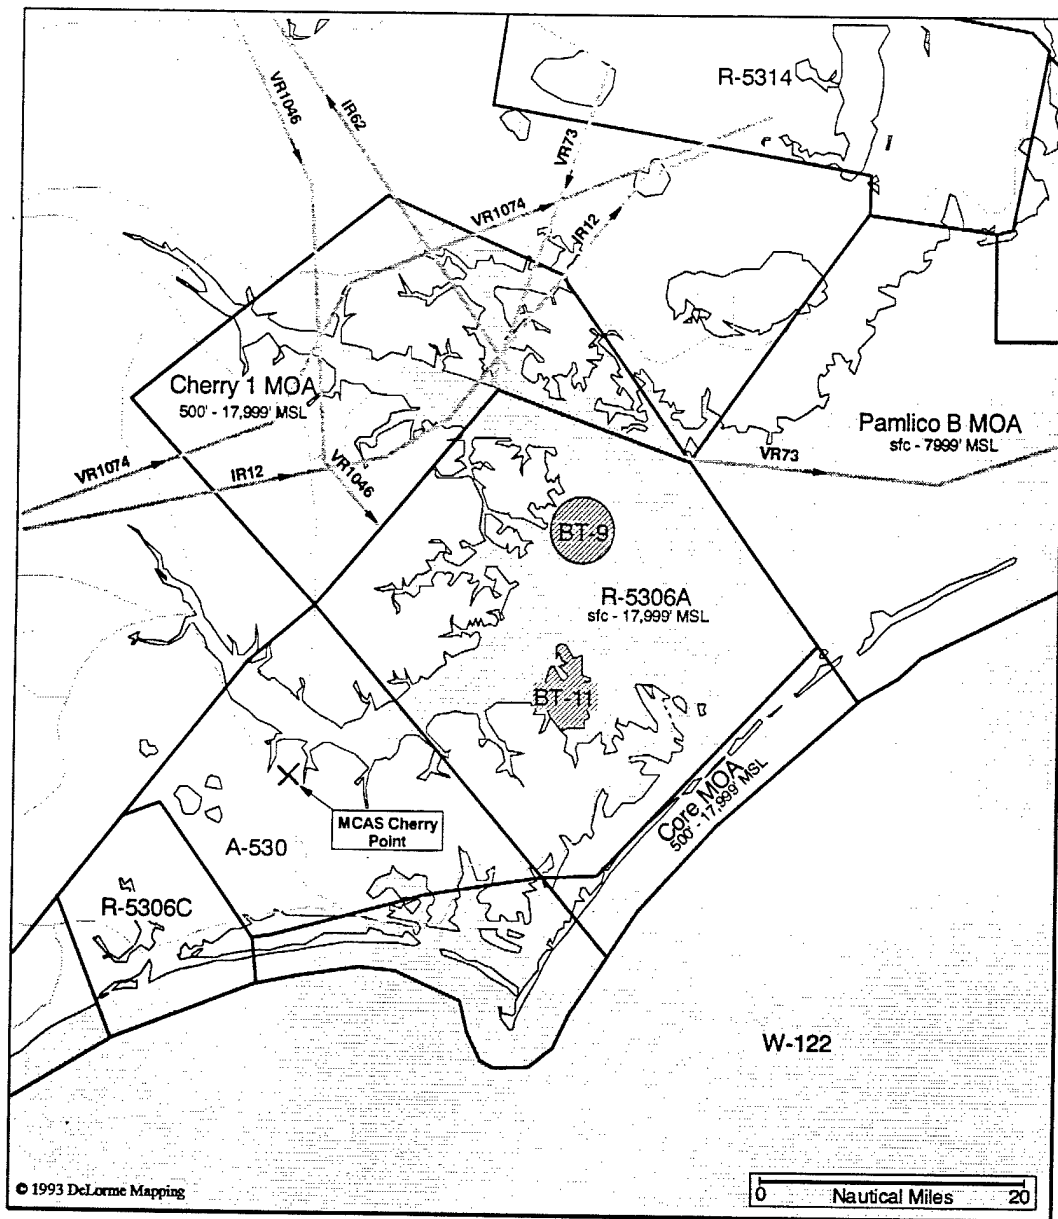 VR1046
IR62
R-5314
VR73
VR1074
IR12
Cherry 1 MOA
500' - 17,999' MSL
Pamlico B MOA
sfc - 7999' MSL
VR1074
IR12
VR1046
VR73
BT-9
R-5306A
sfc - 17,999' MSL
BT-11
Core MOA
500' - 17,999' MSL
MCAS Cherry
Point
A-530
R-5306C
W-122
© 1993 DeLorme Mapping
0 20
Nautical Miles